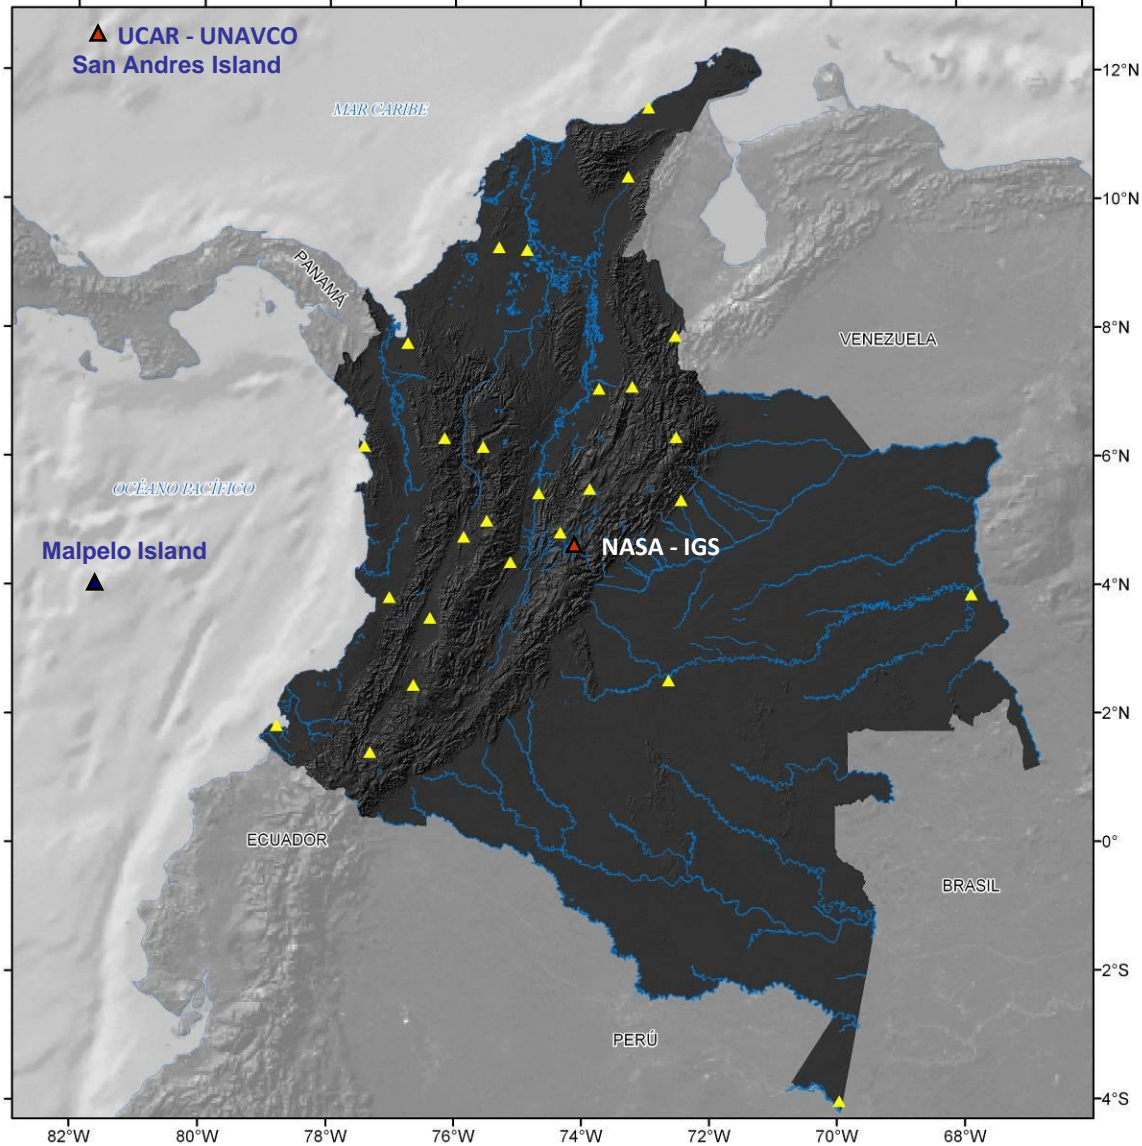 UCAR - UNAVCO
San Andres Island
12°N
MAR CARIBE
10°N
PANAMÁ
8°N
VENEZUELA
6°N
OCÉANO PACÍFICO
Malpelo Island
NASA - IGS
4°N
2°N
ECUADOR
0°
BRASIL
2°S
PERÚ
4°S
82°W 80°W 78°W 76°W 74°W 72°W 70°W 68°W